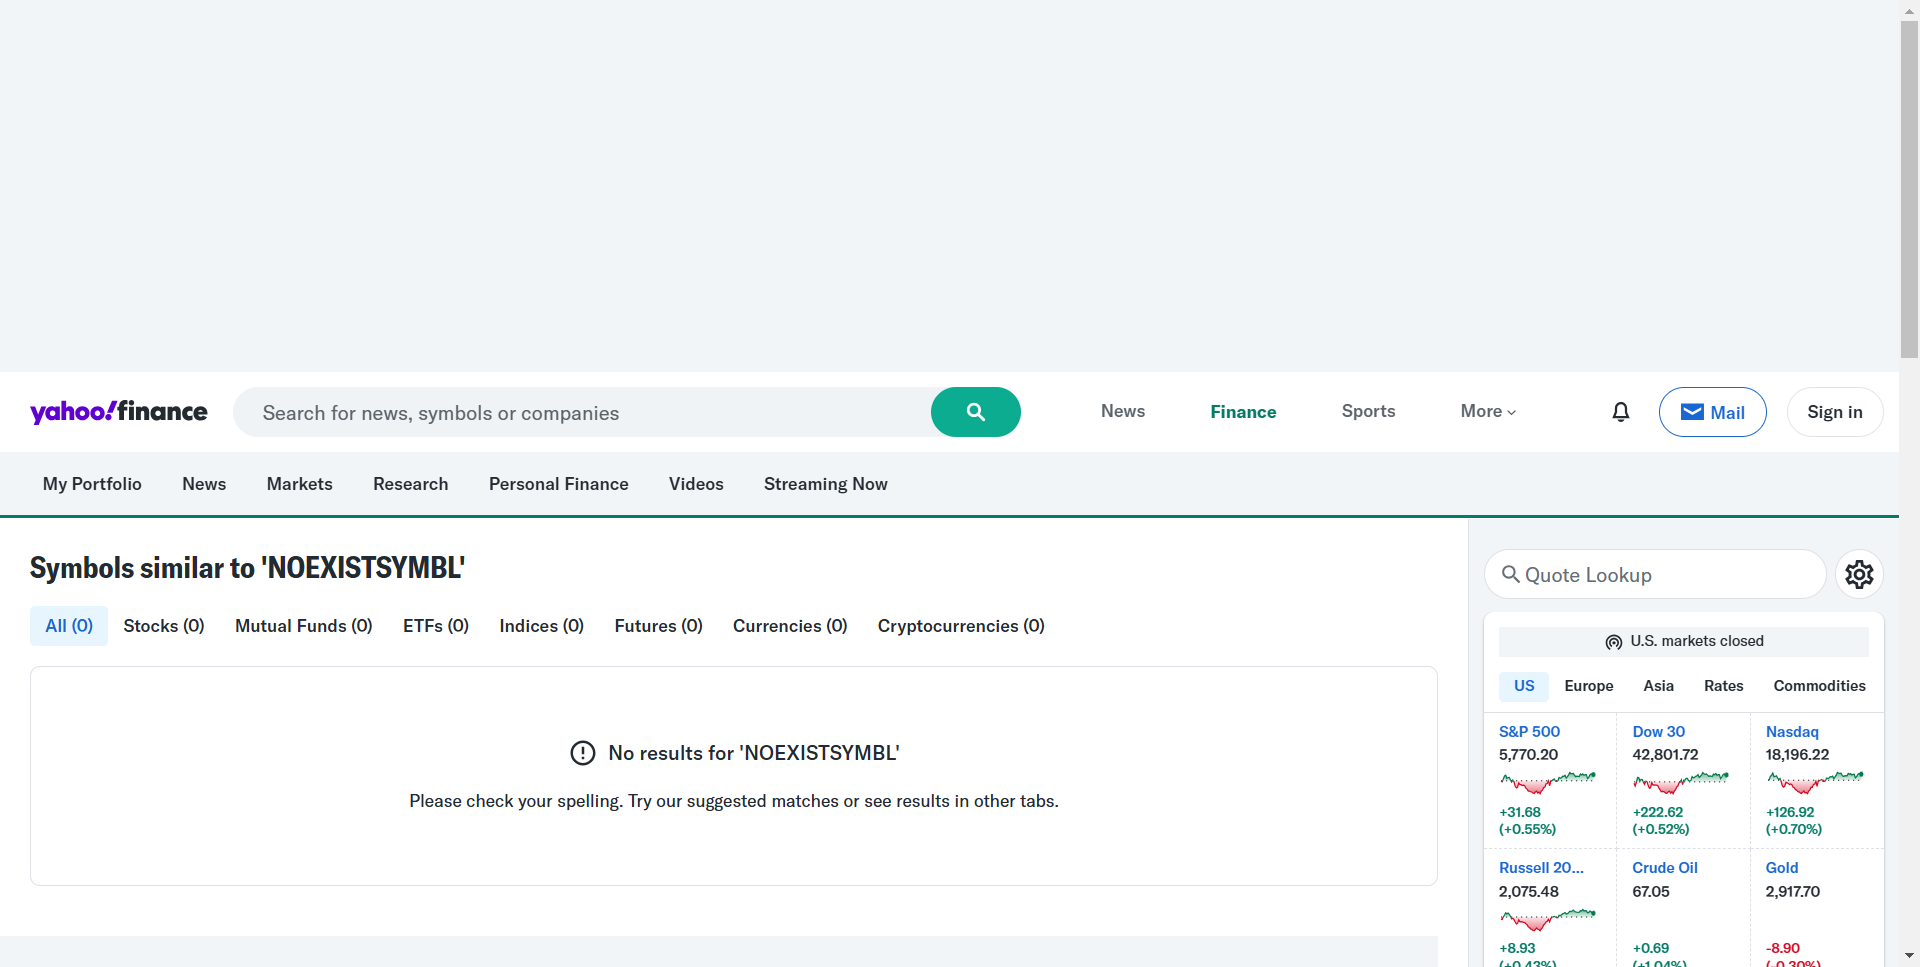 yahoo!finance
Search for news, symbols or companies
News Finance Sports More
Mail
Sign in
My Portfolio News Markets Research Personal Finance Videos Streaming Now
Symbols similar to 'NOEXISTSYMBL'
All (0) Stocks (0) Mutual Funds (0) ETFs (0) Indices (0) Futures (0) Currencies (0) Cryptocurrencies (0)
No results for 'NOEXISTSYMBL'
Please check your spelling. Try our suggested matches or see results in other tabs.
Quote Lookup
U.S. markets closed
US Europe Asia Rates Commodities
S&P 500 Dow 30 Nasdaq
5,770.20 42,801.72 18,196.22
+31.68 +222.62 +126.92
(+0.55%) (+0.52%) (+0.70%)
Russell 20... Crude Oil Gold
2,075.48 67.05 2,917.70
+8.93 +0.69 -8.90
(+0.43%) (+1.04%) (-0.30%)